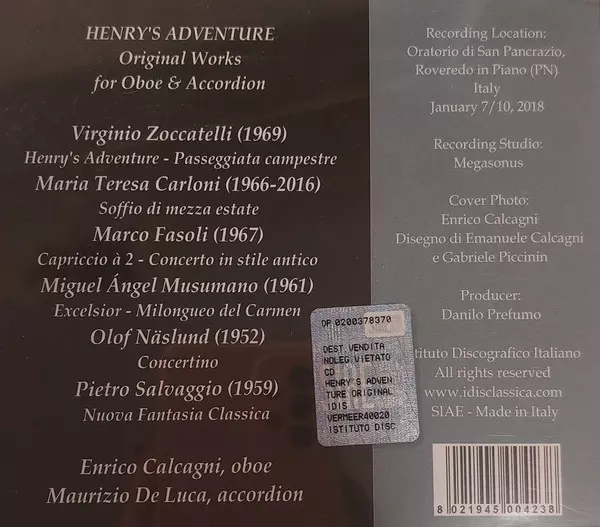 HENRY'S ADVENTURE
Original Works
for Oboe & Accordion
Virginio Zoccatelli (1969)
Henry's Adventure - Passeggiata campestre
Maria Teresa Carloni (1966-2016)
Soffio di mezza estate
Marco Fasoli (1967)
Capriccio à 2 - Concerto in stile antico
Miguel Ángel Musumano (1961)
Excelsior - Milongueo del Carmen
Olof Näslund (1952)
Concertino
Pietro Salvaggio (1959)
Nuova Fantasia Classica
Enrico Calcagni, oboe
Maurizio De Luca, accordion
Recording Location:
Oratorio di San Pancrazio,
Roveredo in Piano (PN)
Italy
January 7/10, 2018
Recording Studio:
Megasonus
Cover Photo:
Enrico Calcagni
Disegno di Emanuele Calcagni
e Gabriele Piccinin
Producer:
Danilo Prefumo
tituto Discografico Italiano
All rights reserved
www.idisclassica.com
SIAE - Made in Italy
DP 0200378370
DEST.VENDITA
NOLEG.VIETATO
CD
HENRY'S ADVEN
TURE ORIGINAL
IDIS
VERMEER40020
ISTITUTO DISC
8 021945 004238